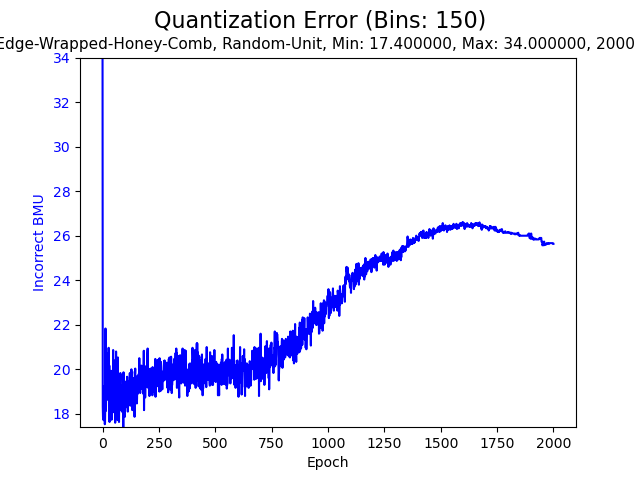 Quantization Error (Bins: 150)
Edge-Wrapped-Honey-Comb, Random-Unit, Min: 17.400000, Max: 34.000000, 2000
34
32
30
28
26
24
22
20
18
Incorrect BMU
0 250 500 750 1000 1250 1500 1750 2000
Epoch